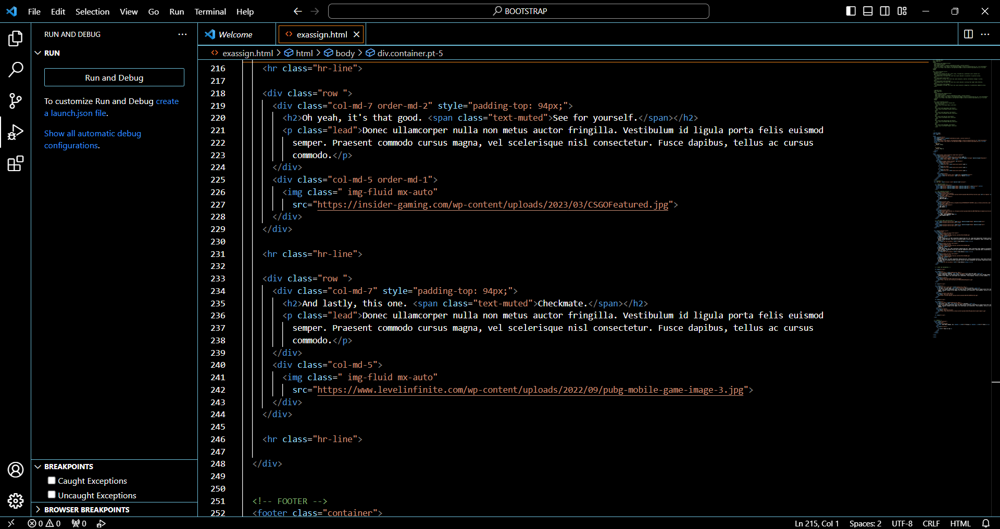 File Edit Selection View Go Run Terminal Help
BOOTSTRAP
RUN AND DEBUG
RUN
Run and Debug
To customize Run and Debug create
a launch.json file.
Show all automatic debug
configurations.
BREAKPOINTS
Caught Exceptions
Uncaught Exceptions
BROWSER BREAKPOINTS
Welcome
exassign.html
exassign.html > html > body > div.container.pt-5
216 <hr class="hr-line">
217
218 <div class="row ">
219 <div class="col-md-7 order-md-2" style="padding-top: 94px;">
220 <h2>Oh yeah, it's that good. <span class="text-muted">See for yourself.</span></h2>
221 <p class="lead">Donec ullamcorper nulla non metus auctor fringilla. Vestibulum id ligula porta felis euismod
222 semper. Praesent commodo cursus magna, vel scelerisque nisl consectetur. Fusce dapibus, tellus ac cursus
223 commodo.</p>
224 </div>
225 <div class="col-md-5 order-md-1">
226 <img class=" img-fluid mx-auto"
227 src="https://insider-gaming.com/wp-content/uploads/2023/03/CSGOFeatured.jpg">
228 </div>
229 </div>
230
231 <hr class="hr-line">
232
233 <div class="row ">
234 <div class="col-md-7" style="padding-top: 94px;">
235 <h2>And lastly, this one. <span class="text-muted">Checkmate.</span></h2>
236 <p class="lead">Donec ullamcorper nulla non metus auctor fringilla. Vestibulum id ligula porta felis euismod
237 semper. Praesent commodo cursus magna, vel scelerisque nisl consectetur. Fusce dapibus, tellus ac cursus
238 commodo.</p>
239 </div>
240 <div class="col-md-5">
241 <img class=" img-fluid mx-auto"
242 src="https://www.levelinfinite.com/wp-content/uploads/2022/09/pubg-mobile-game-image-3.jpg">
243 </div>
244 </div>
245
246 <hr class="hr-line">
247
248 </div>
249
250
251 <!-- FOOTER -->
252 <footer class="container">
0 0 0
Ln 215, Col 1 Spaces: 2 UTF-8 CRLF HTML